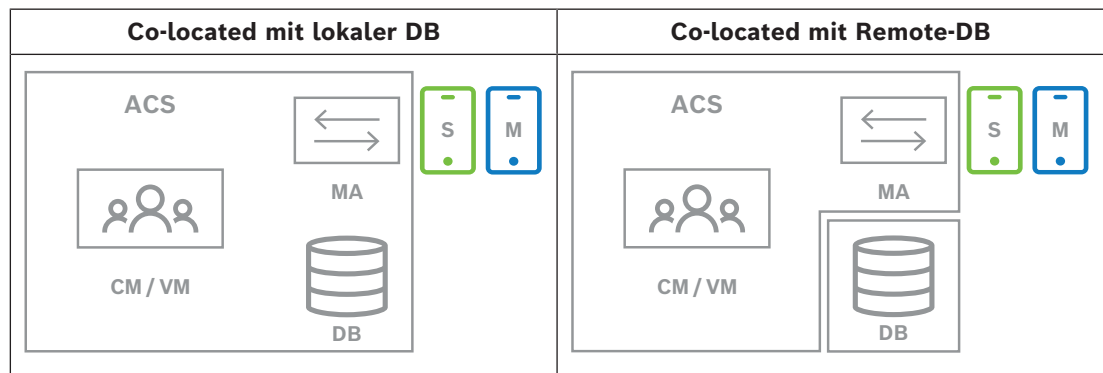 Co-located mit lokaler DB
ACS
S
M
MA
CM / VM
DB
Co-located mit Remote-DB
ACS
S
M
MA
CM / VM
DB